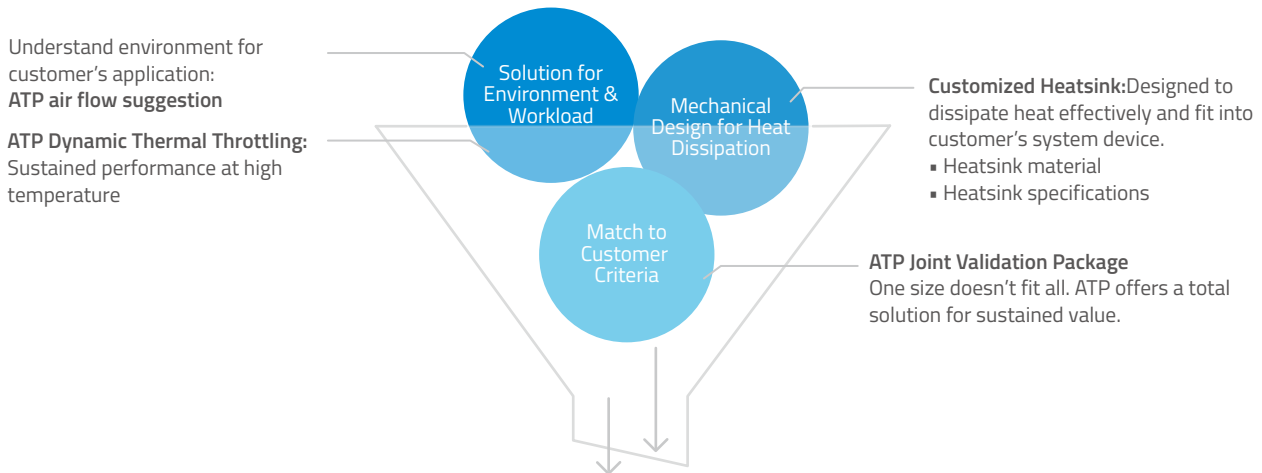 Understand environment for
customer’s application:
ATP air flow suggestion
ATP Dynamic Thermal Throttling:
Sustained performance at high
temperature
Solution for
Environment &
Workload
Mechanical
Design for Heat
Dissipation
Match to
Customer
Criteria
Customized Heatsink:Designed to
dissipate heat effectively and fit into
customer’s system device.
▪ Heatsink material
▪ Heatsink specifications
ATP Joint Validation Package
One size doesn’t fit all. ATP offers a total
solution for sustained value.